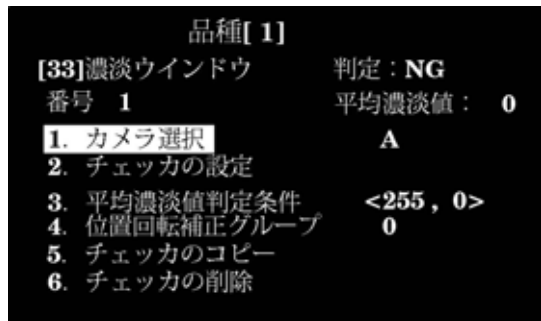 品種[ 1]
[33]濃淡ウインドウ 判定：NG
番号 1 平均濃淡値： 0
1. カメラ選択 A
2. チェッカの設定
3. 平均濃淡値判定条件 <255 , 0>
4. 位置回転補正グループ 0
5. チェッカのコピー
6. チェッカの削除